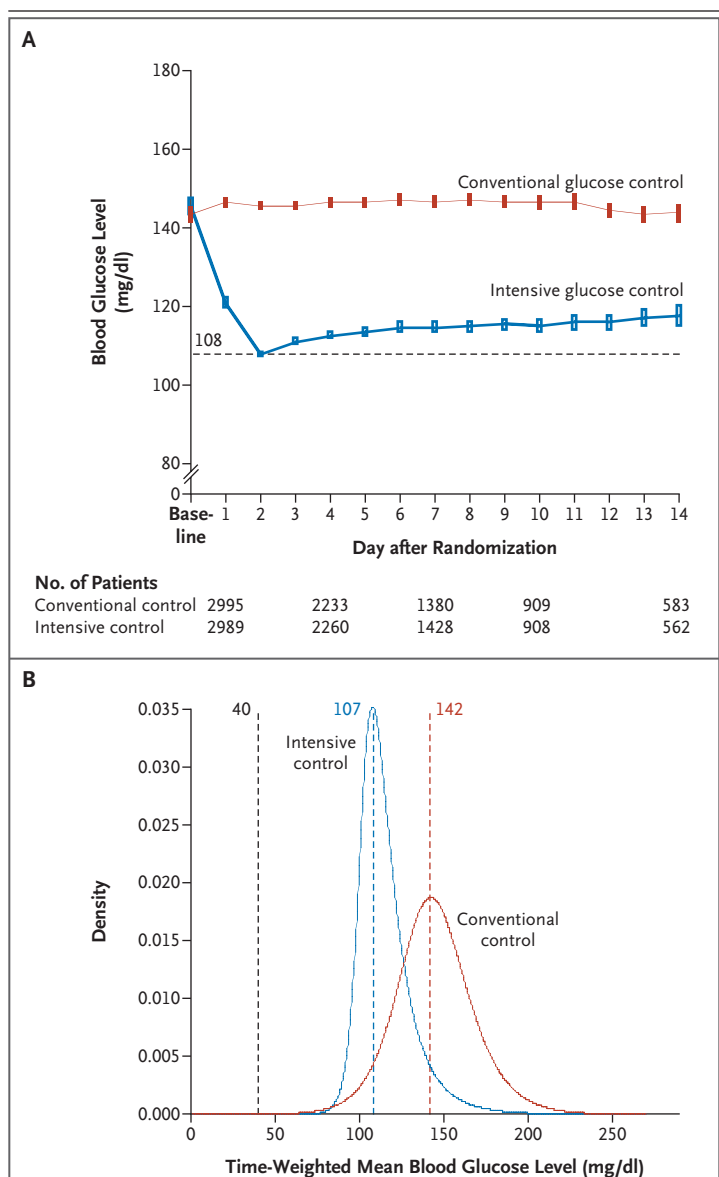 A
180
160
140
120
100
80
0
Blood Glucose Level
(mg/dl)
Conventional glucose control
Intensive glucose control
108
Base-
line
1 2 3 4 5 6 7 8 9 10 11 12 13 14
Day after Randomization
No. of Patients
Conventional control 2995 2233 1380 909 583
Intensive control 2989 2260 1428 908 562
B
0.035
0.030
0.025
0.020
0.015
0.010
0.005
0.000
Density
40 107 142
Intensive
control
Conventional
control
0 50 100 150 200 250
Time-Weighted Mean Blood Glucose Level (mg/dl)